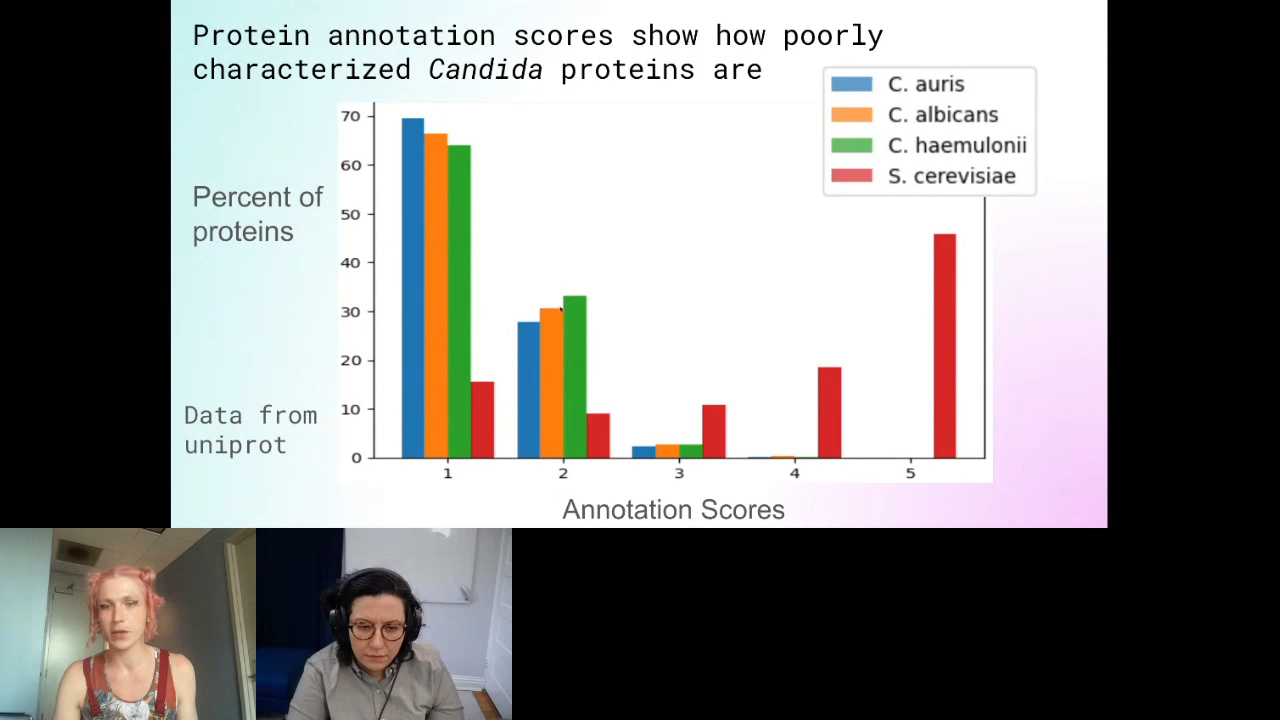 Protein annotation scores show how poorly
characterized Candida proteins are
C. auris
C. albicans
C. haemulonii
S. cerevisiae
Percent of
proteins
Data from
uniprot
70
60
50
40
30
20
10
0
1 2 3 4 5
Annotation Scores